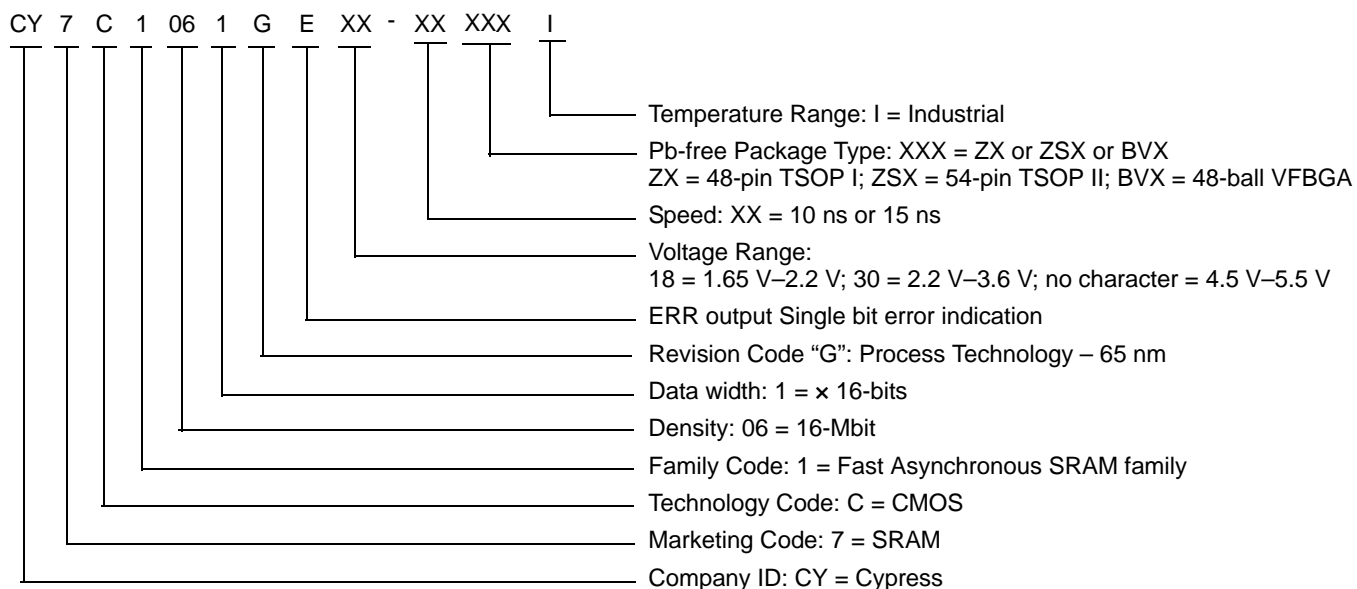 CY 7 C 1 06 1 G E XX - XX XXX I
Temperature Range: I = Industrial
Pb-free Package Type: XXX = ZX or ZSX or BVX
ZX = 48-pin TSOP I; ZSX = 54-pin TSOP II; BVX = 48-ball VFBGA
Speed: XX = 10 ns or 15 ns
Voltage Range:
18 = 1.65 V–2.2 V; 30 = 2.2 V–3.6 V; no character = 4.5 V–5.5 V
ERR output Single bit error indication
Revision Code “G”: Process Technology – 65 nm
Data width: 1 = × 16-bits
Density: 06 = 16-Mbit
Family Code: 1 = Fast Asynchronous SRAM family
Technology Code: C = CMOS
Marketing Code: 7 = SRAM
Company ID: CY = Cypress